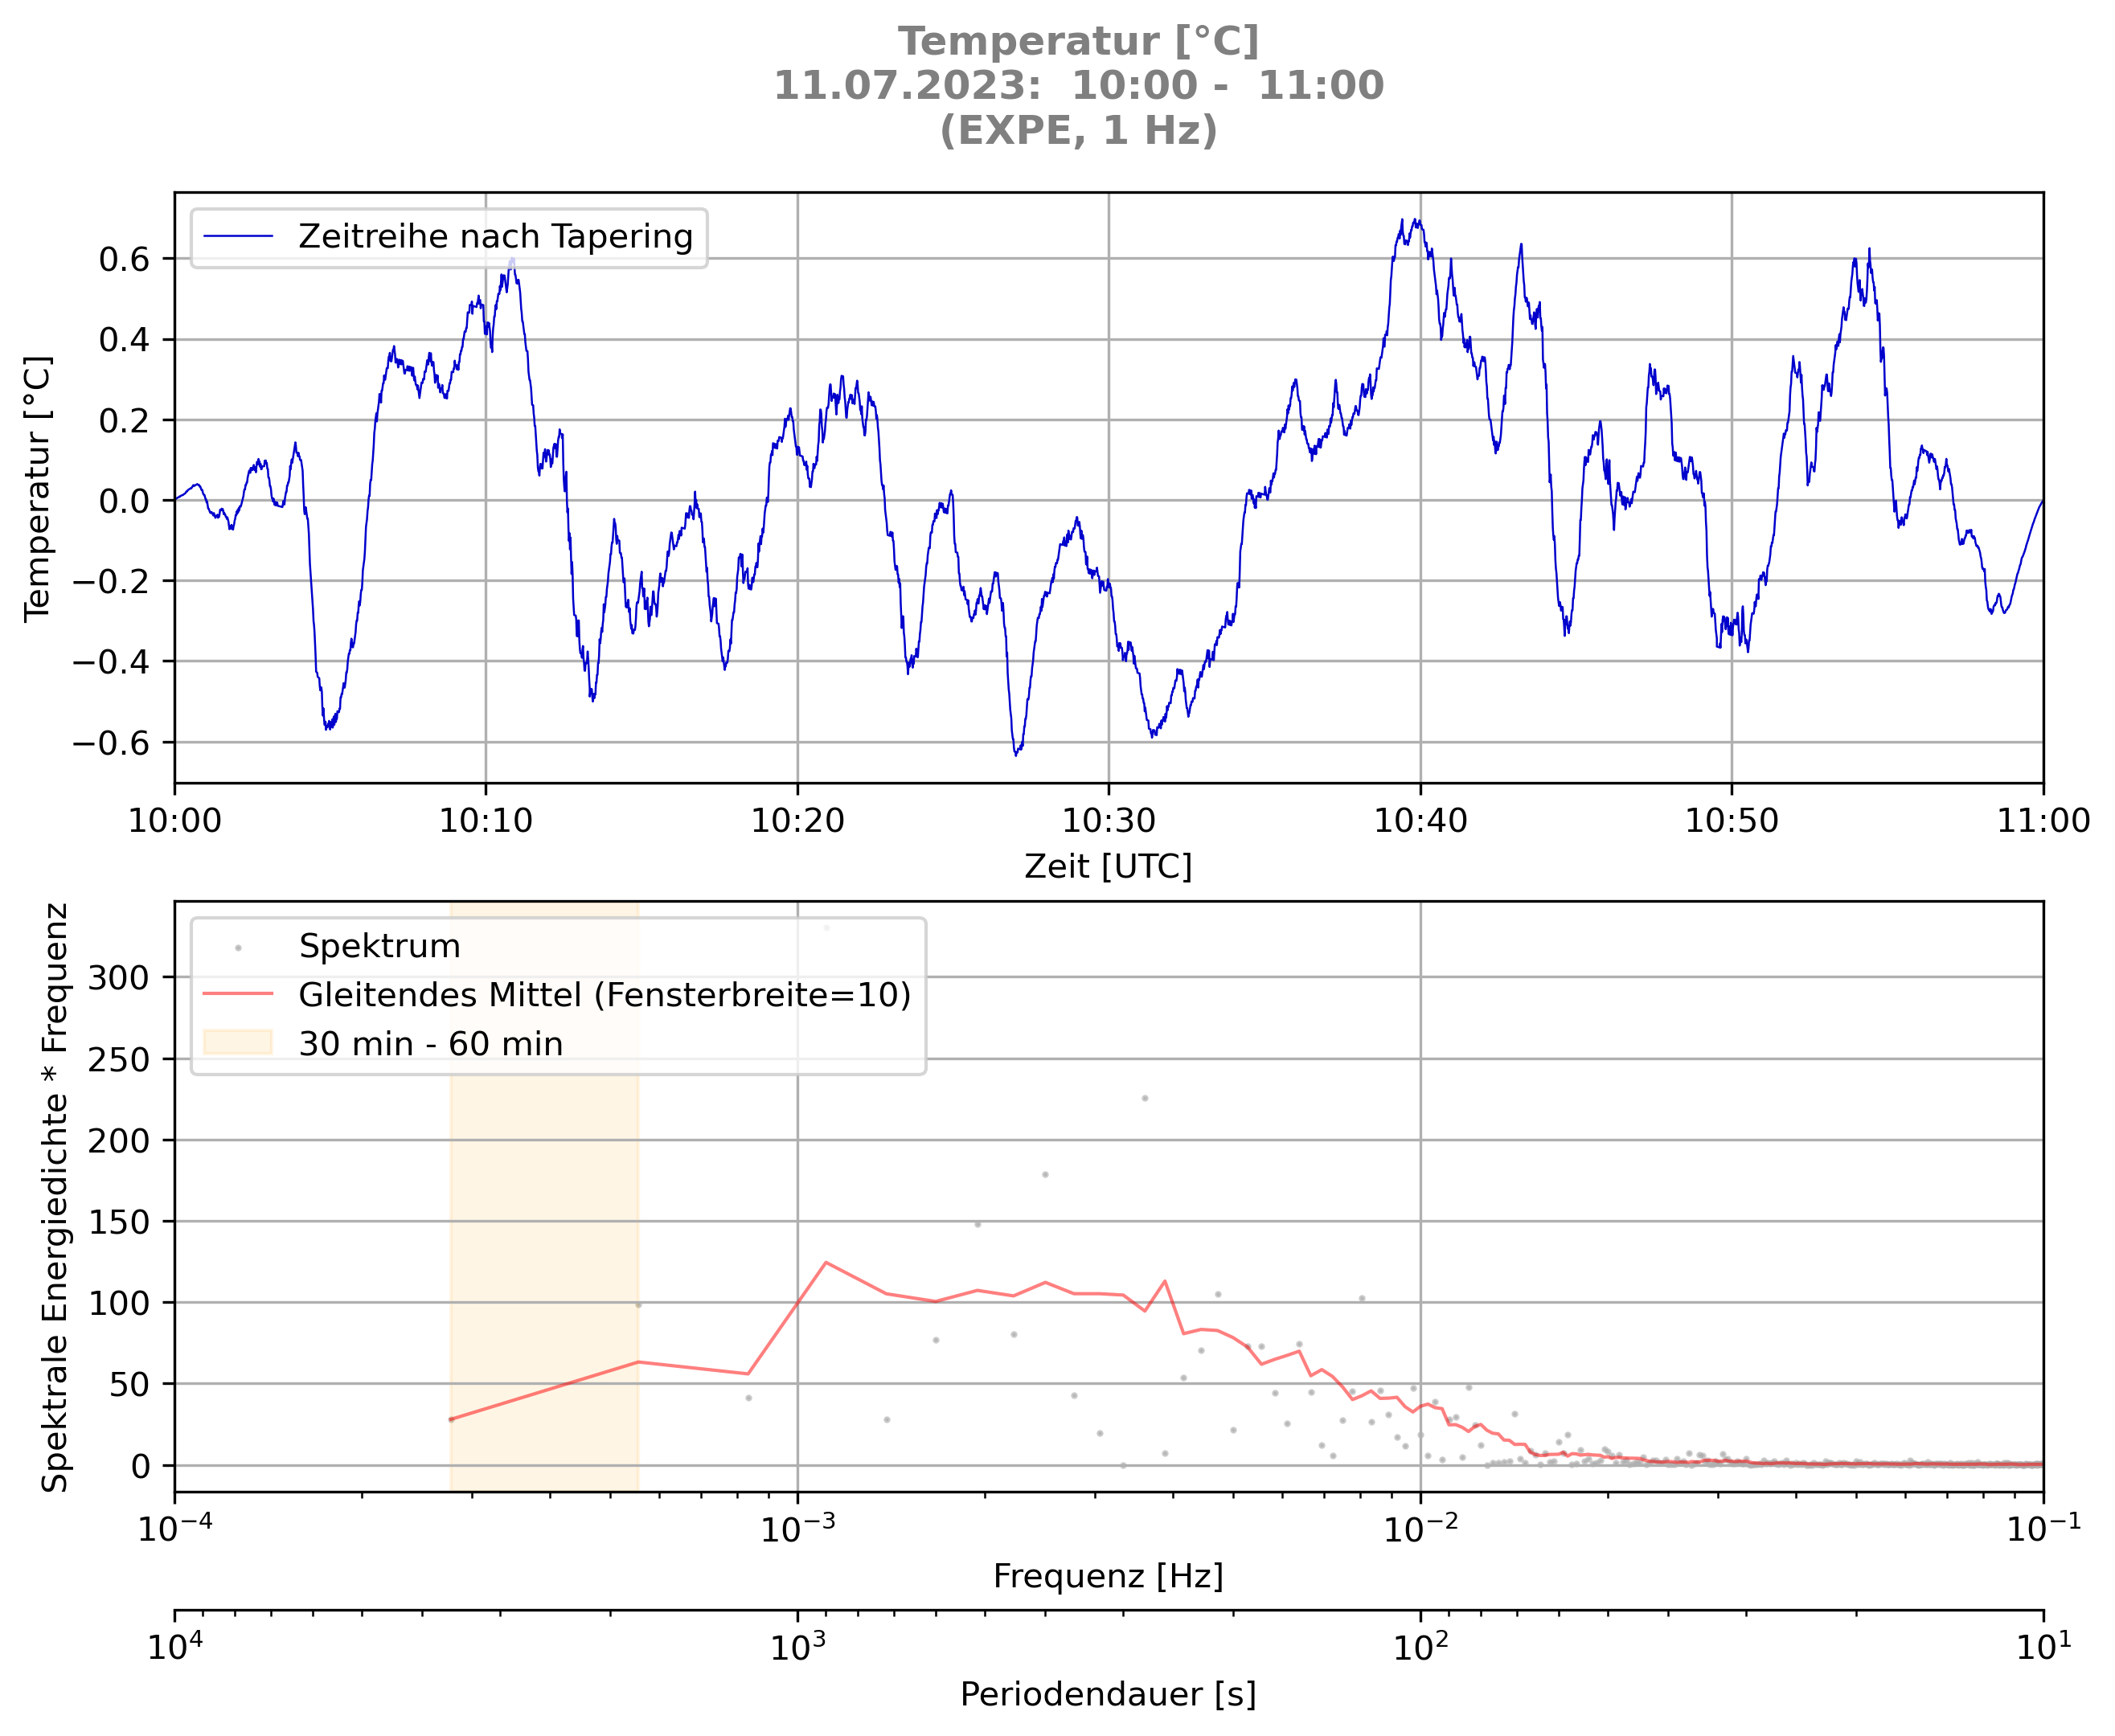 Temperatur [°C]
11.07.2023:  10:00 -  11:00
(EXPE, 1 Hz)
Zeitreihe nach Tapering
Temperatur [°C]
0.6
0.4
0.2
0.0
−0.2
−0.4
−0.6
10:00 10:10 10:20 10:30 10:40 10:50 11:00
Zeit [UTC]
Spektrum
Gleitendes Mittel (Fensterbreite=10)
30 min - 60 min
Spektrale Energiedichte * Frequenz
300
250
200
150
100
50
0
10⁻⁴ 10⁻³ 10⁻² 10⁻¹
Frequenz [Hz]
10⁴ 10³ 10² 10¹
Periodendauer [s]